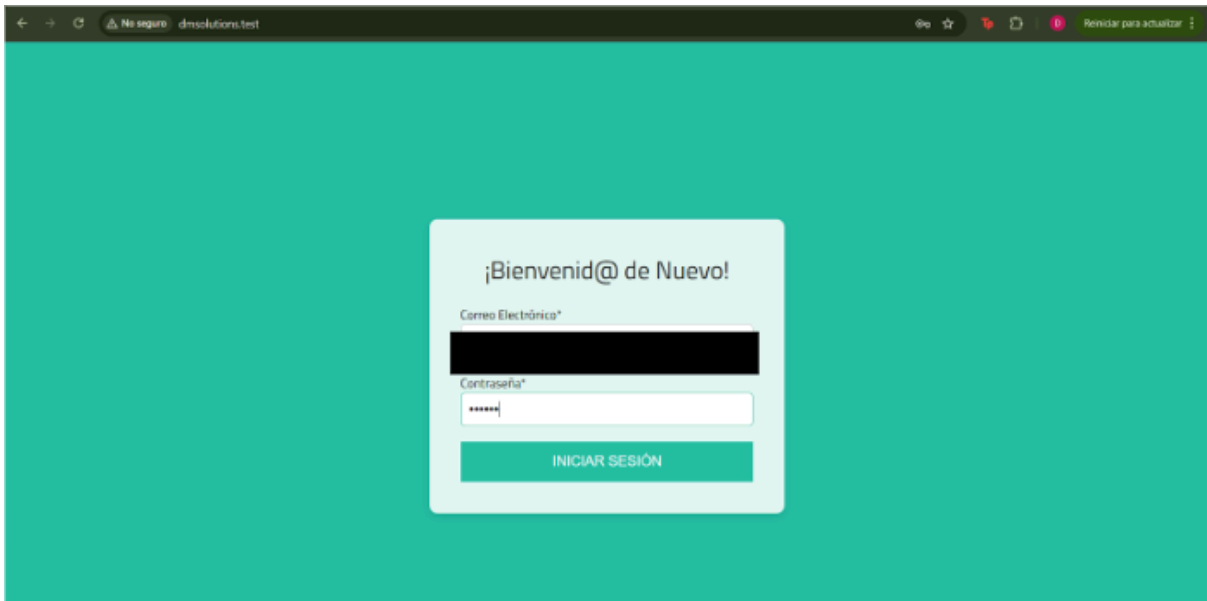 No seguro dmsolutions.test Reiniciar para actualizar
¡Bienvenid@ de Nuevo!
Correo Electrónico*
Contraseña*
••••••
INICIAR SESIÓN